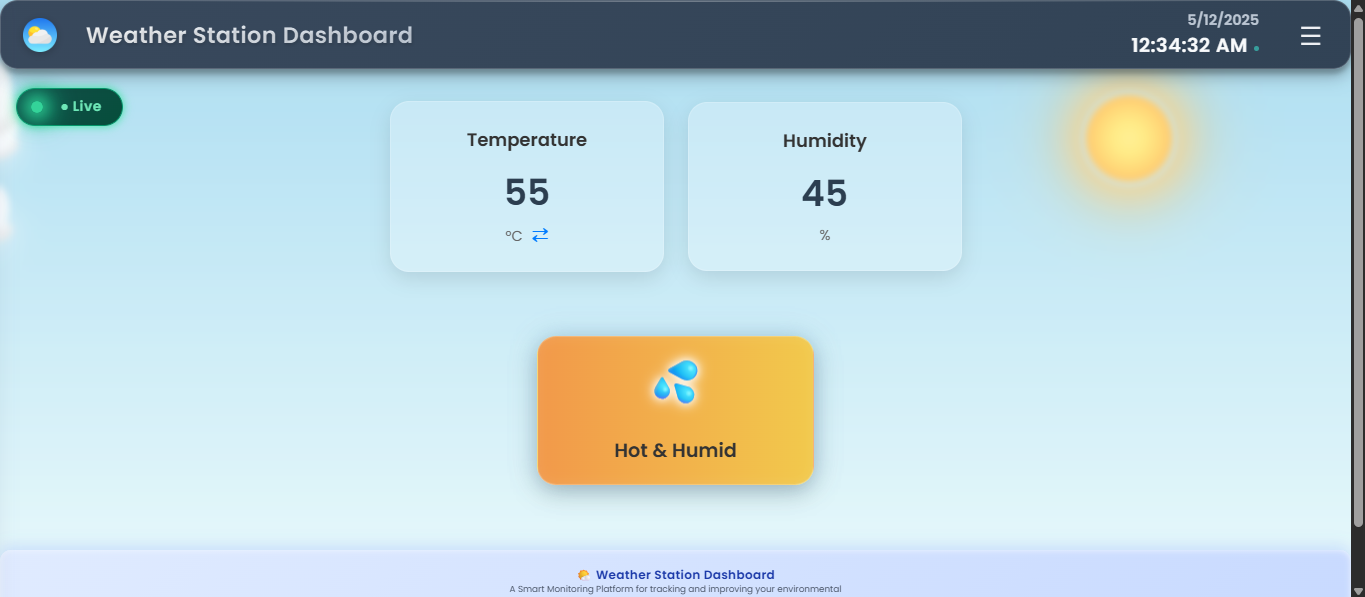 Weather Station Dashboard
5/12/2025
12:34:32 AM
☰
● Live
Temperature
55
°C ⇄
Humidity
45
%
Hot & Humid
Weather Station Dashboard
A Smart Monitoring Platform for tracking and improving your environmental